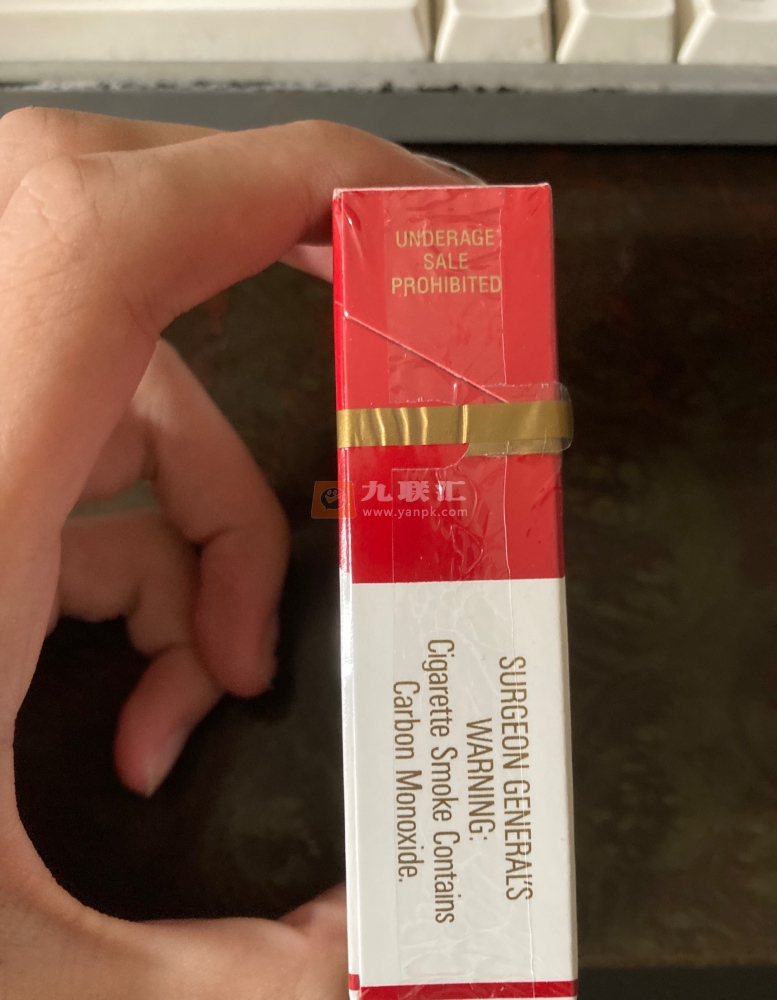 UNDERAGE
SALE
PROHIBITED
九联汇
www.yanpk.com
SURGEON GENERAL'S
WARNING:
Cigarette Smoke Contains
Carbon Monoxide.